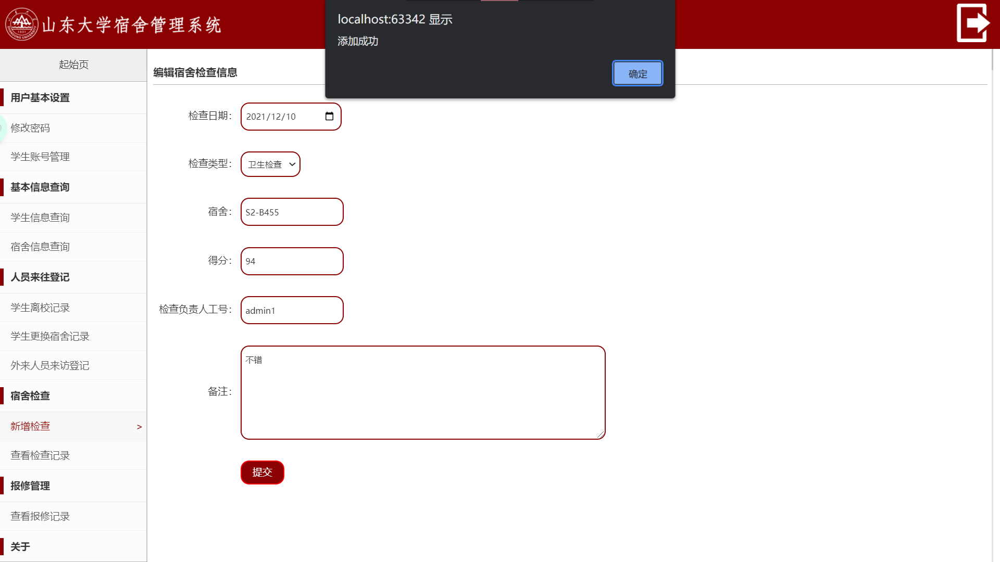 山东大学宿舍管理系统
SHANDONG UNIVERSITY
1901
localhost:63342 显示
添加成功
确定
起始页
用户基本设置
修改密码
学生账号管理
基本信息查询
学生信息查询
宿舍信息查询
人员来往登记
学生离校记录
学生更换宿舍记录
外来人员来访登记
宿舍检查
新增检查 >
查看检查记录
报修管理
查看报修记录
关于
编辑宿舍检查信息
检查日期： 2021/12/10
检查类型： 卫生检查
宿舍： S2-B455
得分： 94
检查负责人工号： admin1
备注： 不错
提交